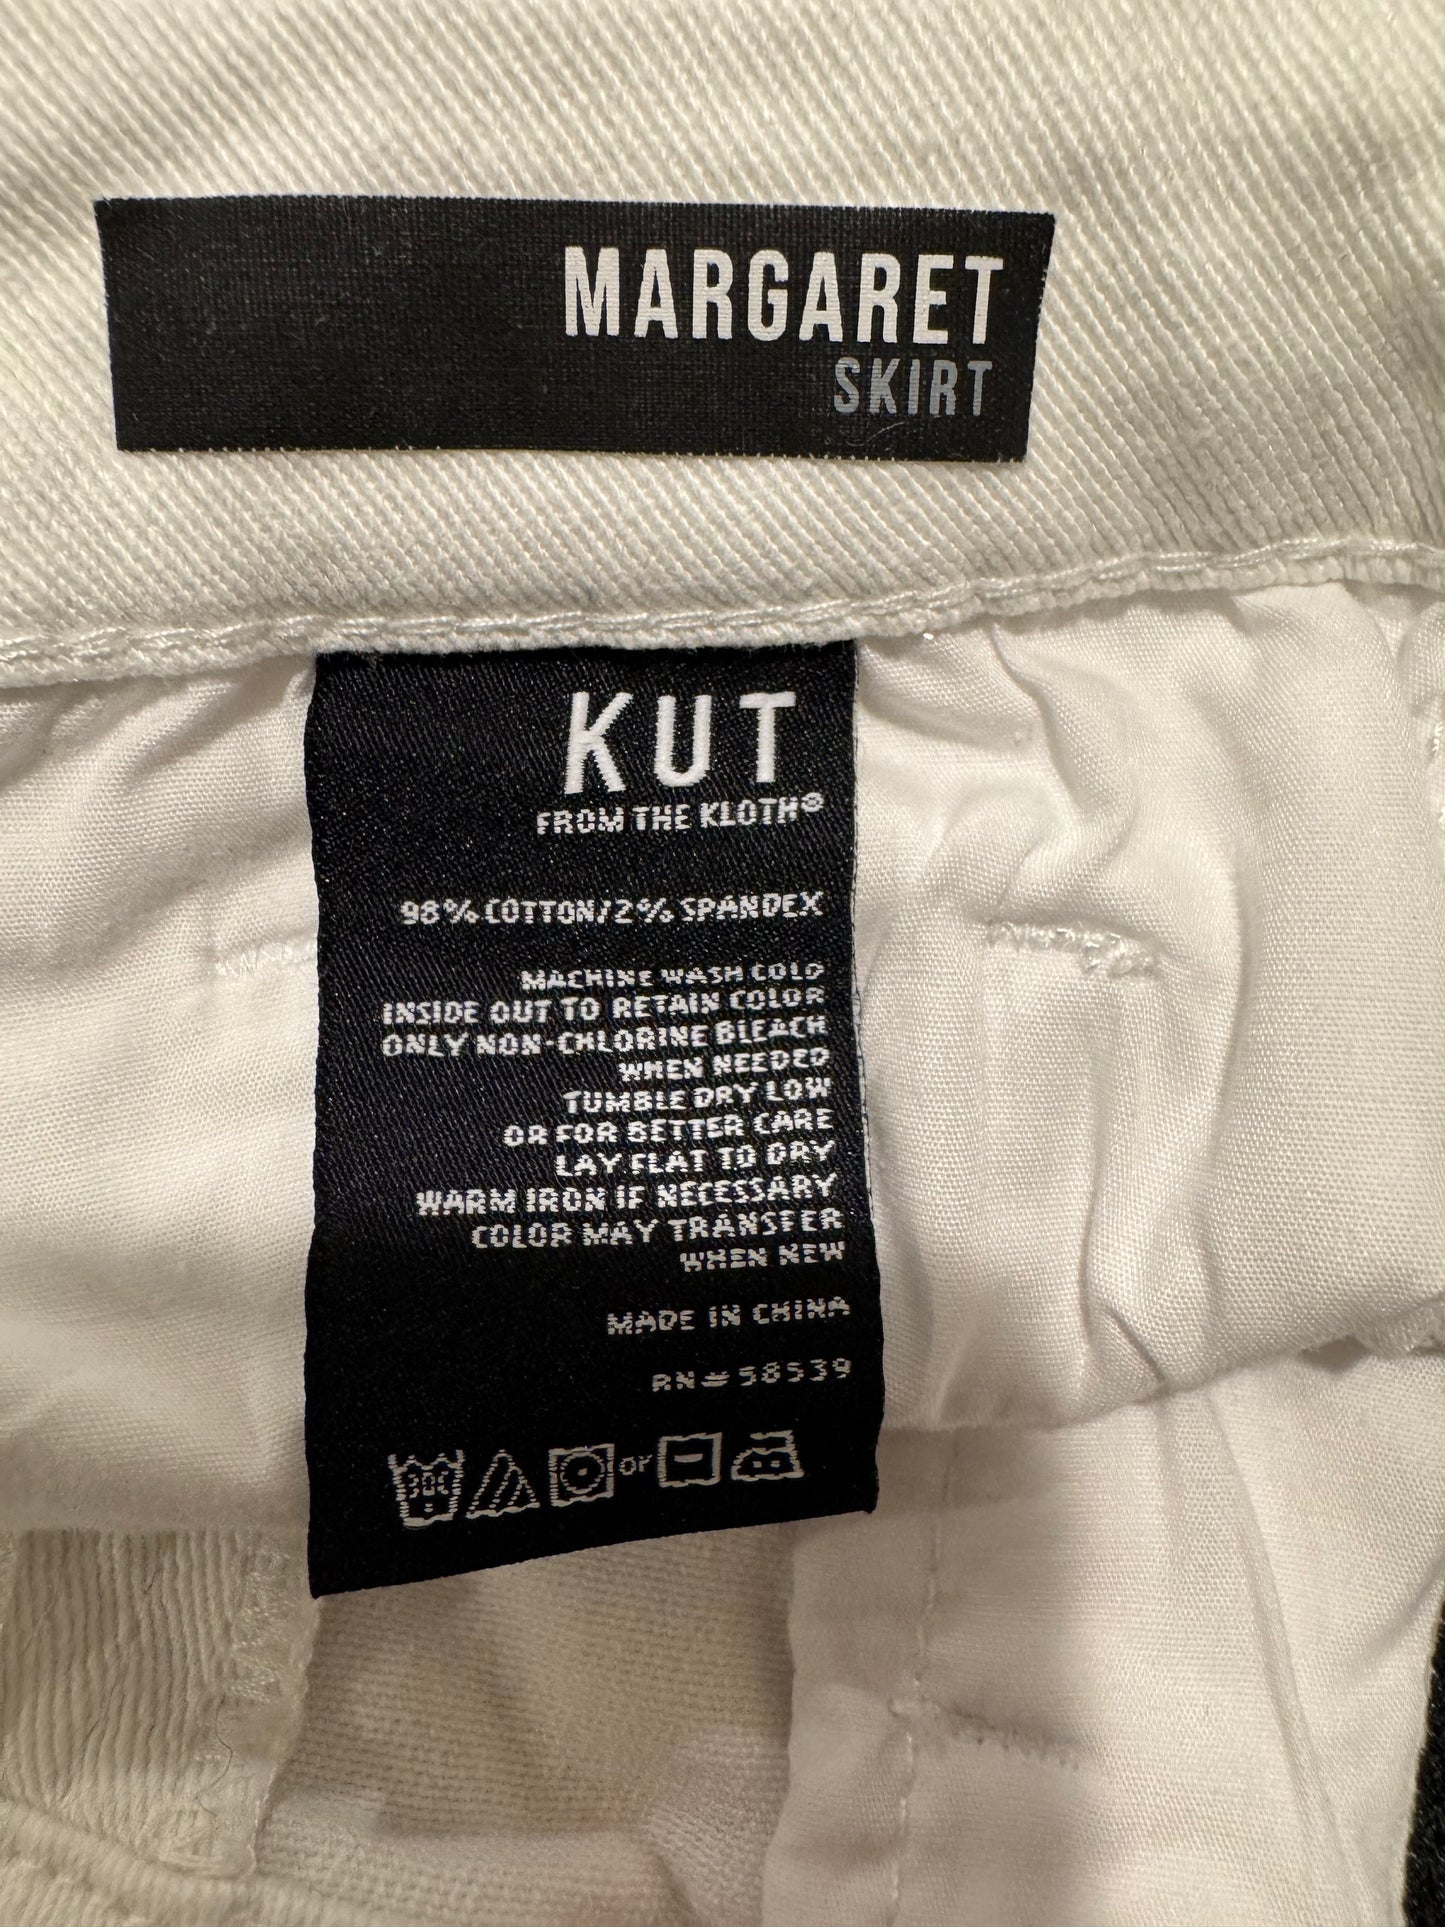 MARGARET
SKIRT
KUT
FROM THE KLOTH®
98% COTTON/2% SPANDEX
MACHINE WASH COLD
INSIDE OUT TO RETAIN COLOR
ONLY NON-CHLORINE BLEACH
WHEN NEEDED
TUMBLE DRY LOW
OR FOR BETTER CARE
LAY FLAT TO DRY
WARM IRON IF NECESSARY
COLOR MAY TRANSFER
WHEN NEW
MADE IN CHINA
RN#58539
or